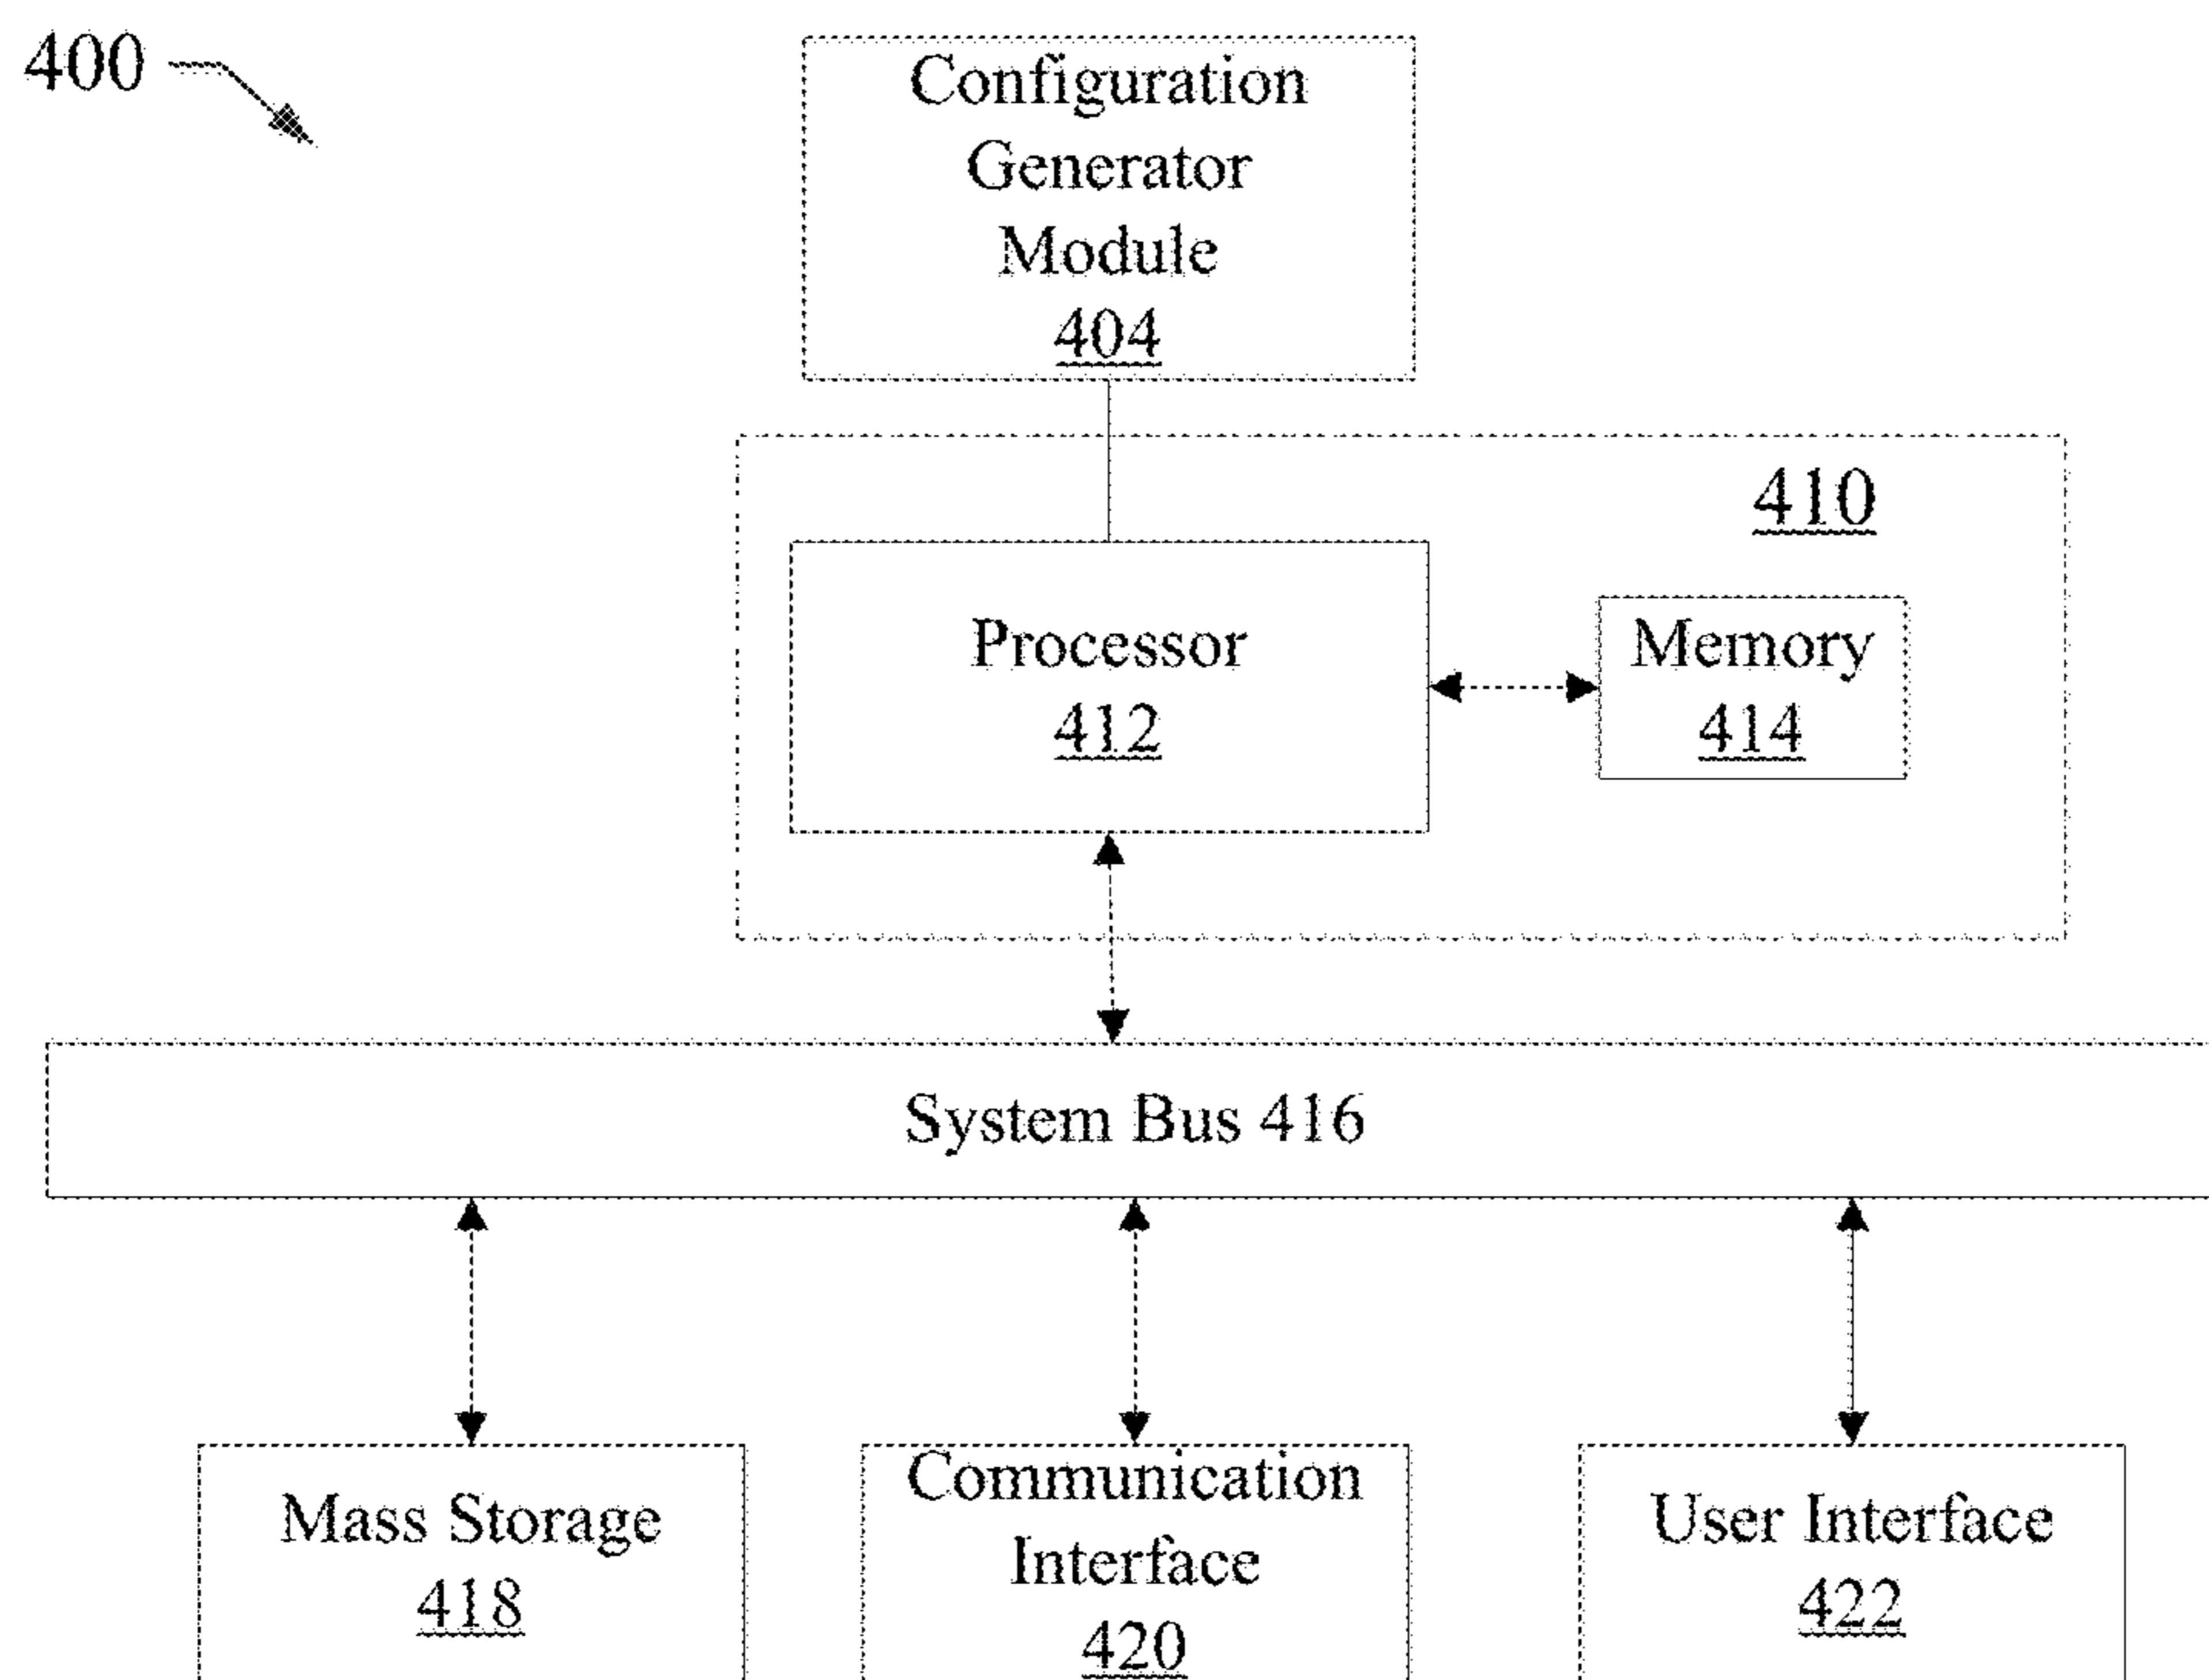 400
Configuration
Generator
Module
404
410
Processor
412
Memory
414
System Bus 416
Mass Storage
418
Communication
Interface
420
User Interface
422